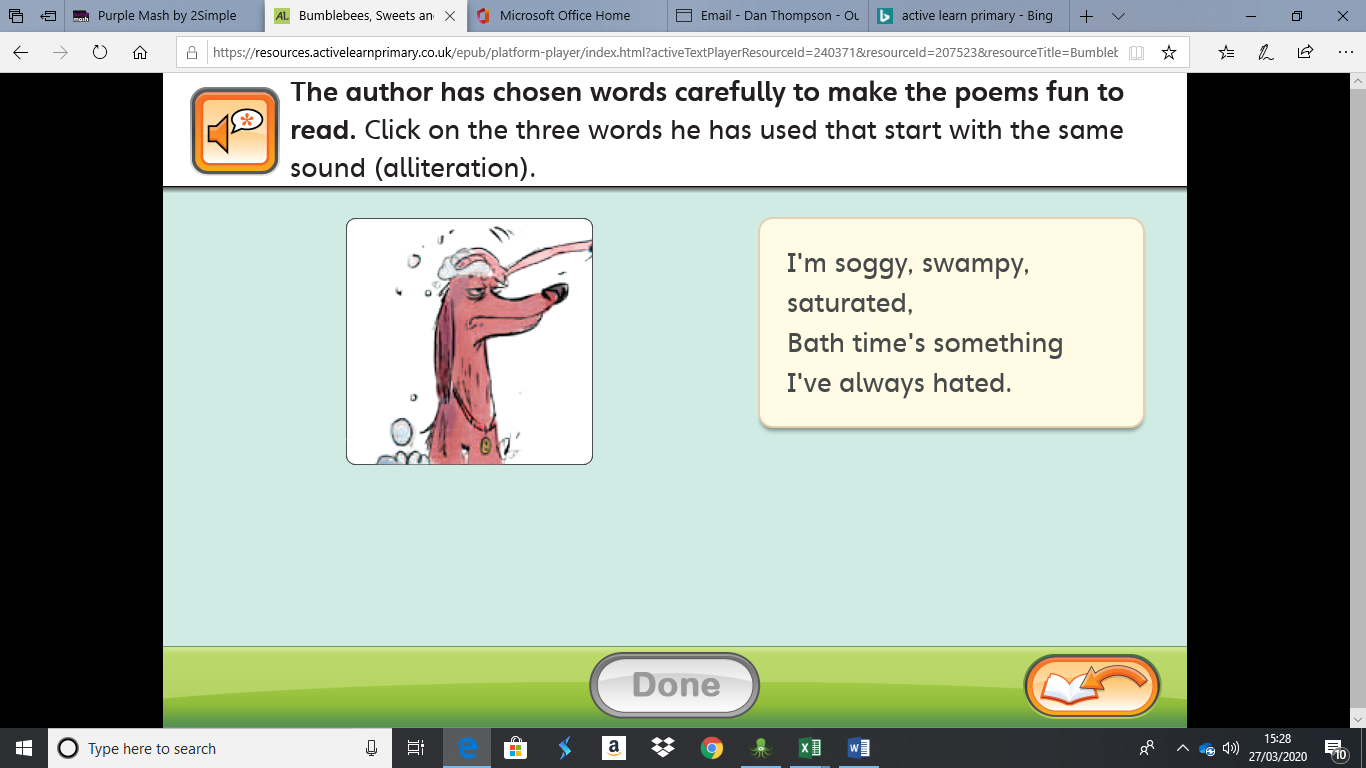 Purple Mash by 2Simple
Bumblebees, Sweets an
Microsoft Office Home
Email - Dan Thompson - Ou
active learn primary - Bing
https://resources.activelearnprimary.co.uk/epub/platform-player/index.html?activeTextPlayerResourceId=240371&resourceId=207523&resourceTitle=Bumblet
The author has chosen words carefully to make the poems fun to
read. Click on the three words he has used that start with the same
sound (alliteration).
I'm soggy, swampy,
saturated,
Bath time's something
I've always hated.
Done
Type here to search
15:28
27/03/2020
10